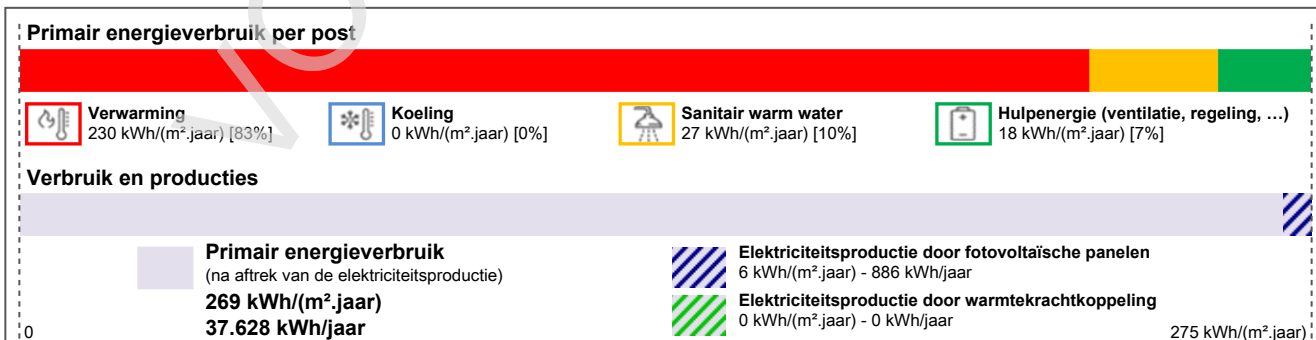 Primair energieverbruik per post
Verwarming
230 kWh/(m².jaar) [83%]
Koeling
0 kWh/(m².jaar) [0%]
Sanitair warm water
27 kWh/(m².jaar) [10%]
Hulpenergie (ventilatie, regeling, …)
18 kWh/(m².jaar) [7%]
Verbruik en producties
Primair energieverbruik
(na aftrek van de elektriciteitsproductie)
269 kWh/(m².jaar)
37.628 kWh/jaar
Elektriciteitsproductie door fotovoltaïsche panelen
6 kWh/(m².jaar) - 886 kWh/jaar
Elektriciteitsproductie door warmtekrachtkoppeling
0 kWh/(m².jaar) - 0 kWh/jaar
0
275 kWh/(m².jaar)